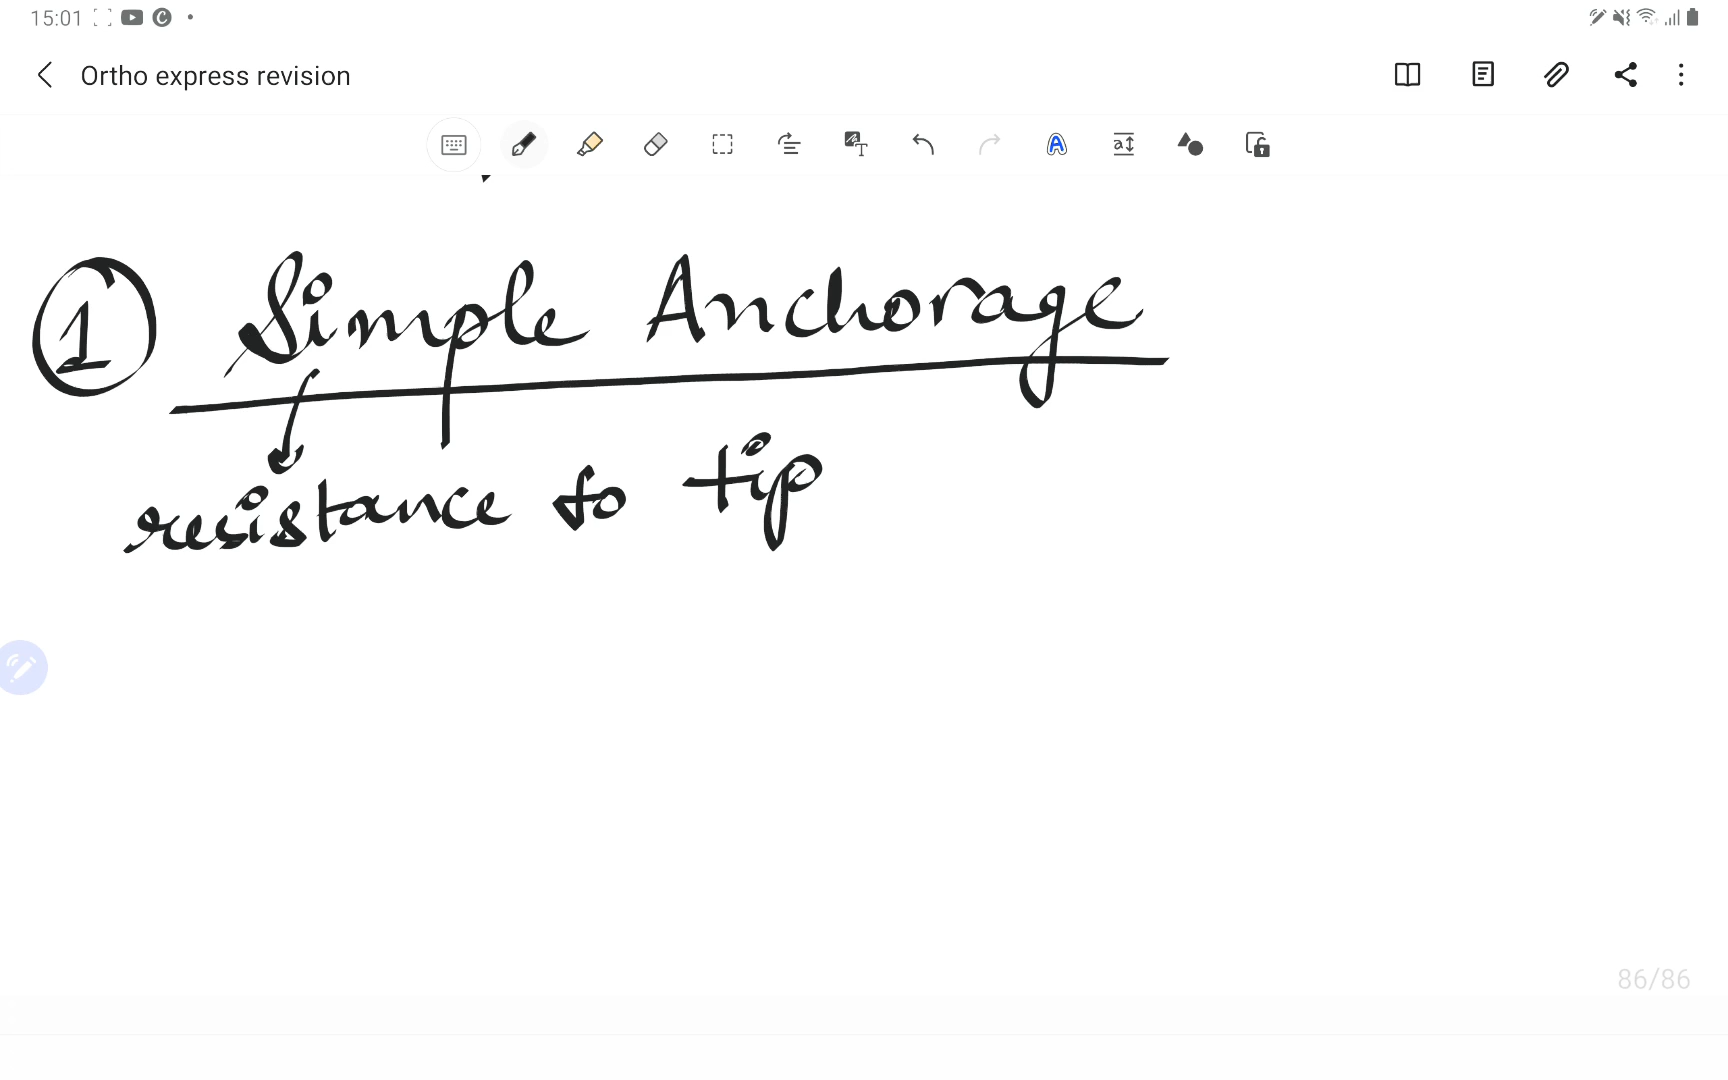 15:01
Ortho express revision
① Simple Anchorage
resistance to tip
86/86